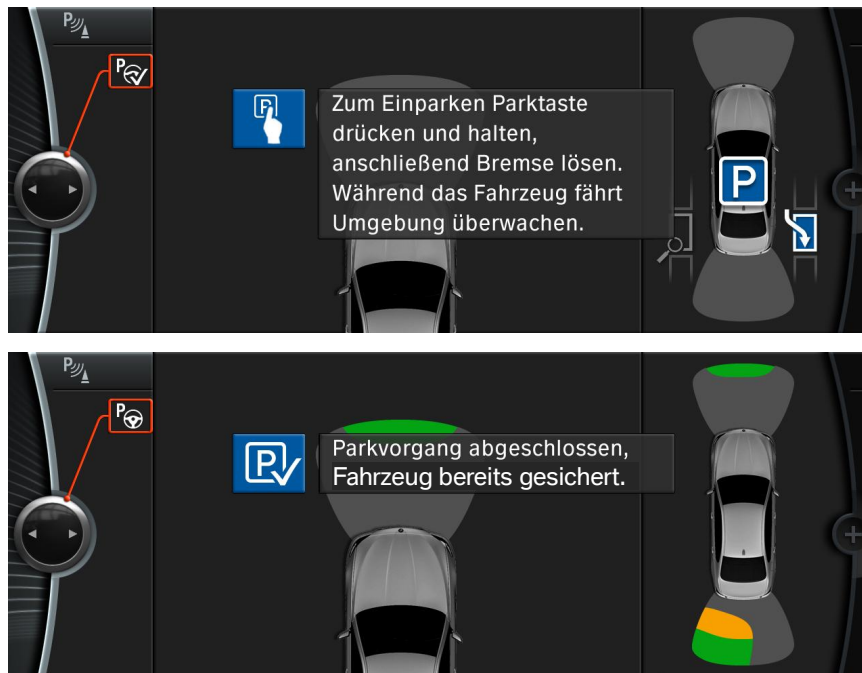 P
P
Zum Einparken Parktaste
drücken und halten,
anschließend Bremse lösen.
Während das Fahrzeug fährt
Umgebung überwachen.
P
P
P
P
Parkvorgang abgeschlossen,
Fahrzeug bereits gesichert.
P